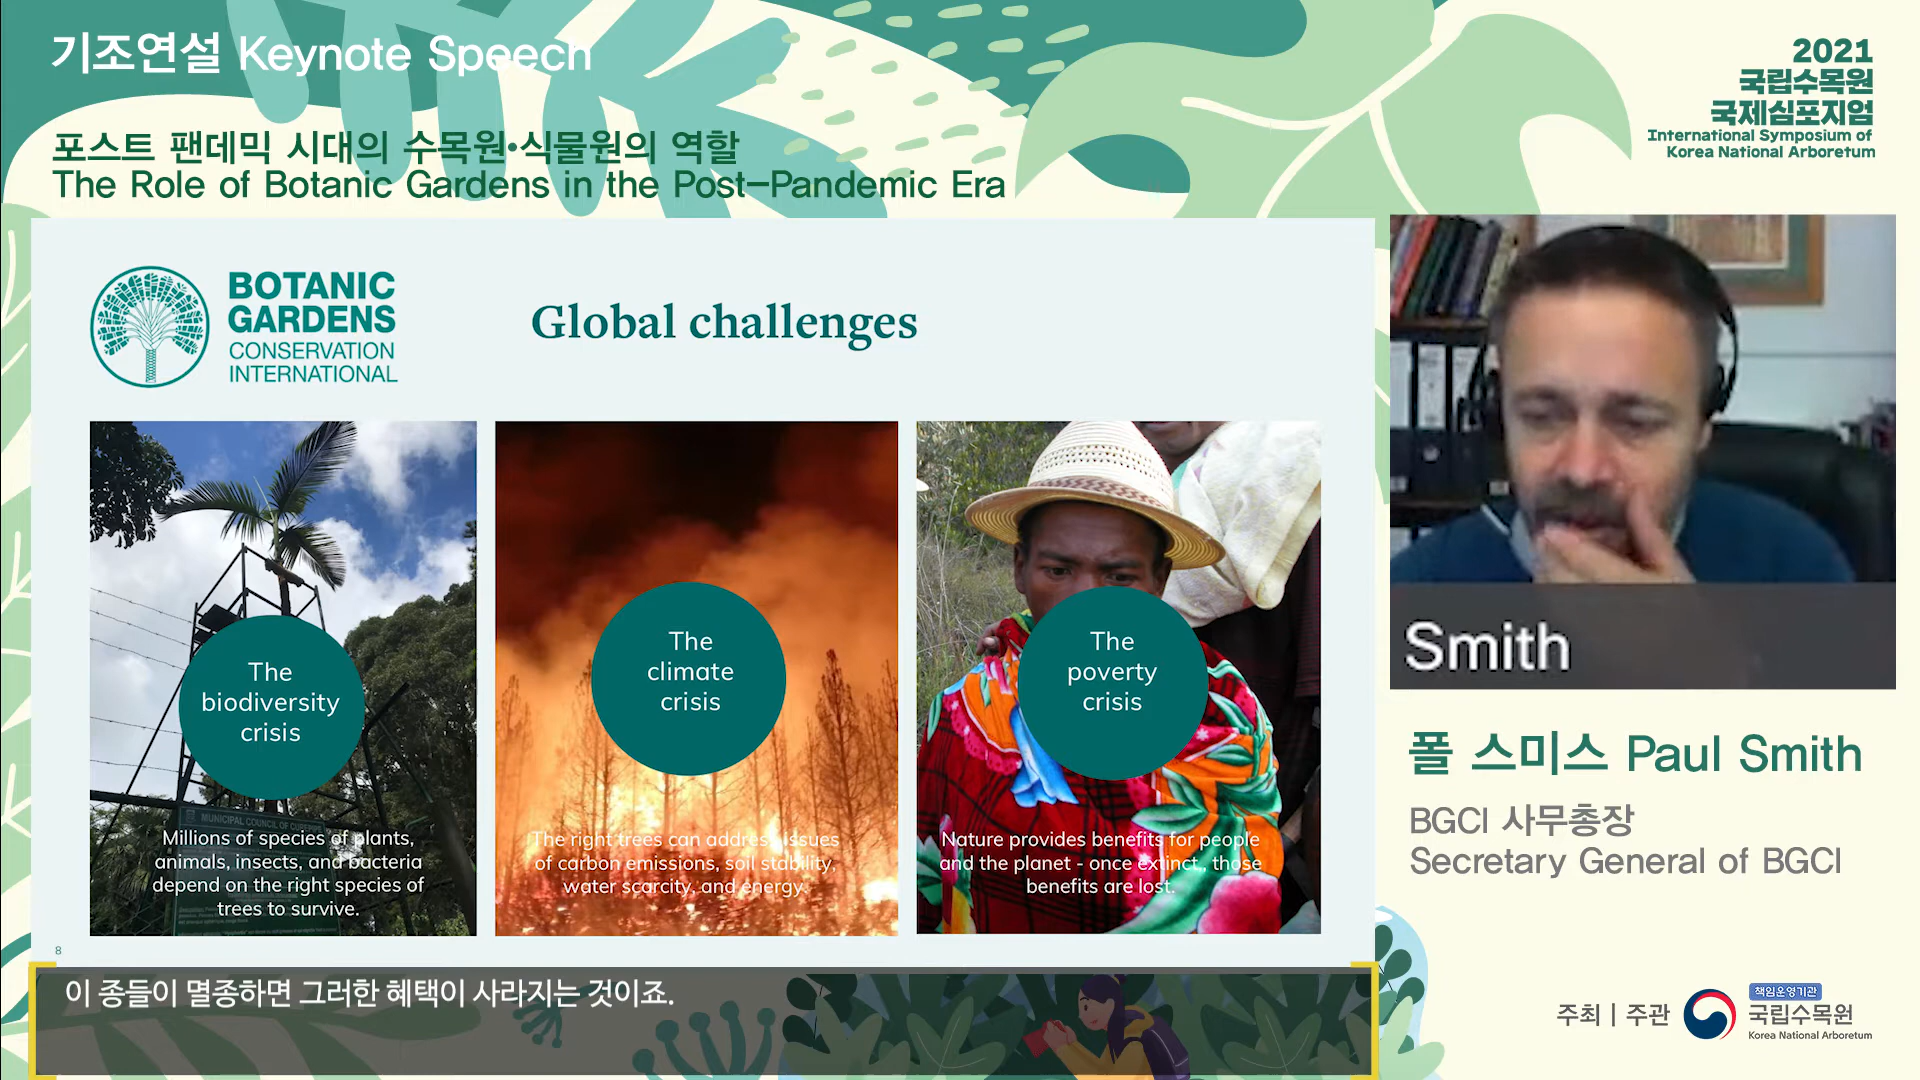 기조연설 Keynote Speech
포스트 팬데믹 시대의 수목원•식물원의 역할
The Role of Botanic Gardens in the Post-Pandemic Era
2021
국립수목원
국제심포지엄
International Symposium of
Korea National Arboretum
BOTANIC
GARDENS
CONSERVATION
INTERNATIONAL
Global challenges
The
biodiversity
crisis
MUNICIPAL COUNCIL OF
Millions of species of plants,
animals, insects, and bacteria
depend on the right species of
trees to survive.
The
climate
crisis
The right trees can address issues
of carbon emissions, soil stability,
water scarcity, and energy.
The
poverty
crisis
Nature provides benefits for people
and the planet - once extinct, those
benefits are lost.
8
이 종들이 멸종하면 그러한 혜택이 사라지는 것이죠.
Smith
폴 스미스 Paul Smith
BGCI 사무총장
Secretary General of BGCI
주최 | 주관
책임운영기관
국립수목원
Korea National Arboretum